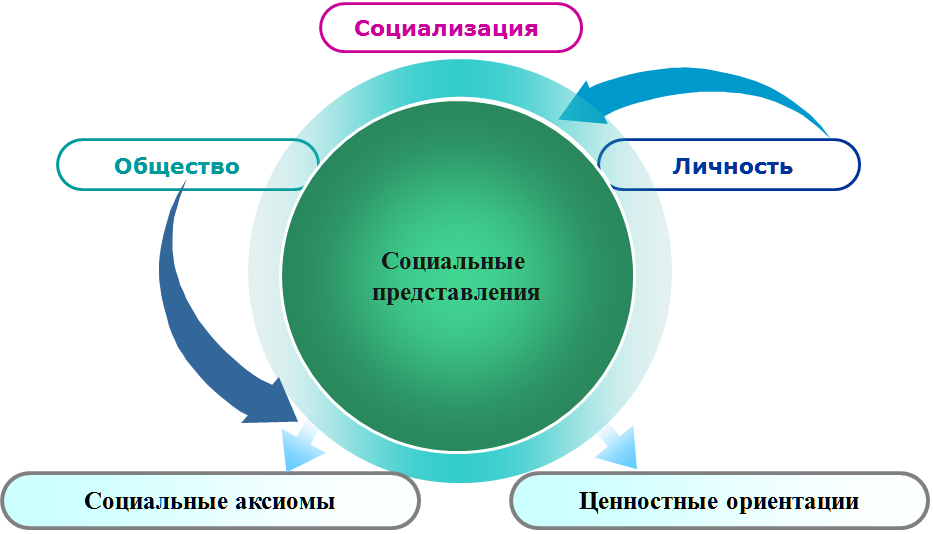 Социализация
Общество
Личность
Социальные
представления
Социальные аксиомы
Ценностные ориентации